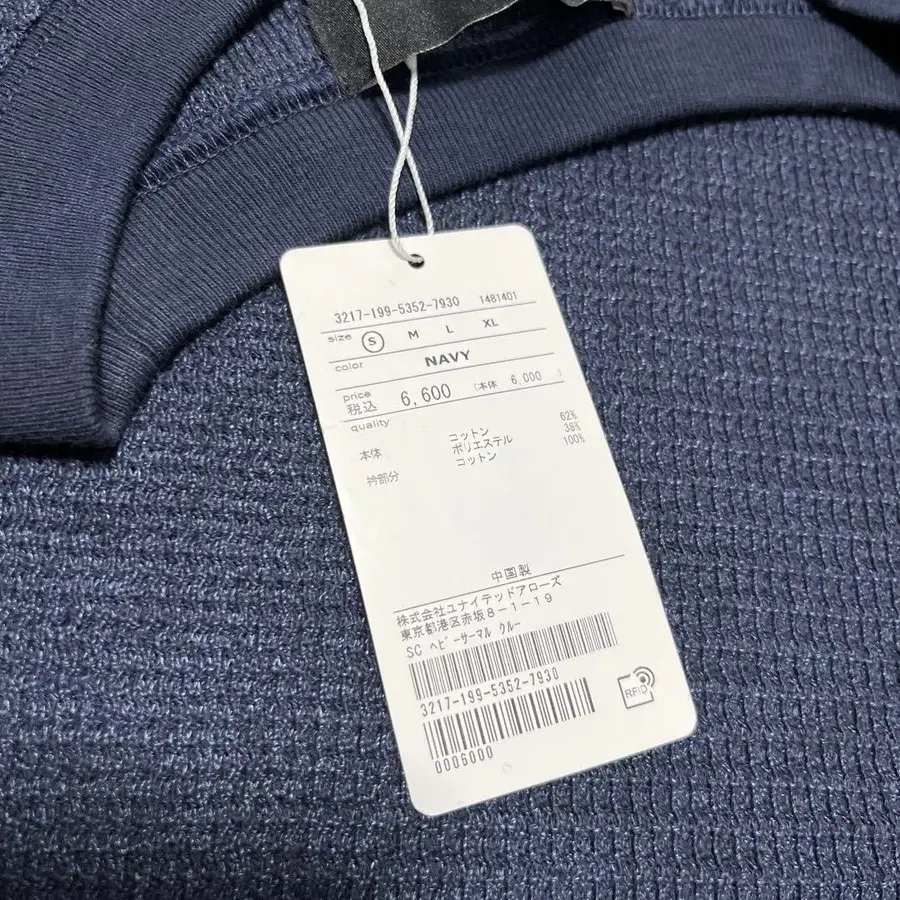 3217-199-5352-7930 1481401
size S M L XL
color NAVY
price
税込 6,600 (本体 6,000 )
quality
本体 コットン 62%
ポリエステル 38%
衿部分 コットン 100%
中国製
株式会社ユナイテッドアローズ
東京都港区赤坂8-1-19
SC ヘビーサーマル クルー
3217-199-5352-7930
0006000
RFID